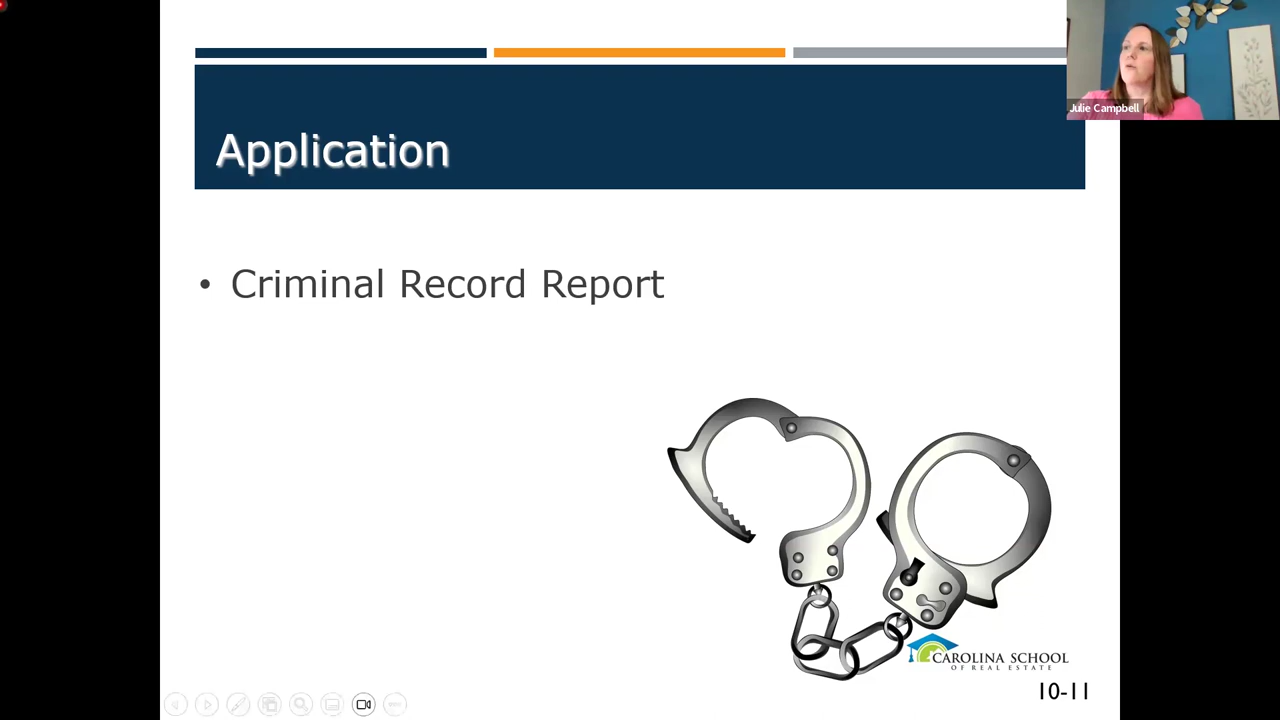 Julie Campbell
Application
• Criminal Record Report
CAROLINA SCHOOL
OF REAL ESTATE
10-11